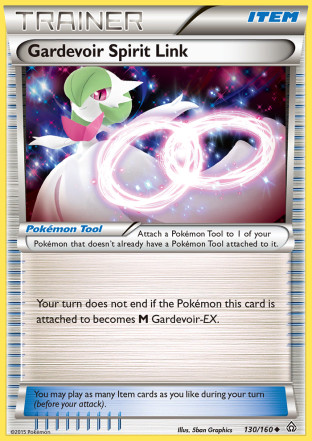 TRAINER ITEM
Gardevoir Spirit Link
Pokémon Tool
Attach a Pokémon Tool to 1 of your
Pokémon that doesn't already have a Pokémon Tool attached to it.
Your turn does not end if the Pokémon this card is
attached to becomes M Gardevoir-EX.
You may play as many Item cards as you like during your turn
(before your attack).
©2015 Pokémon Illus. 5ban Graphics 130/160